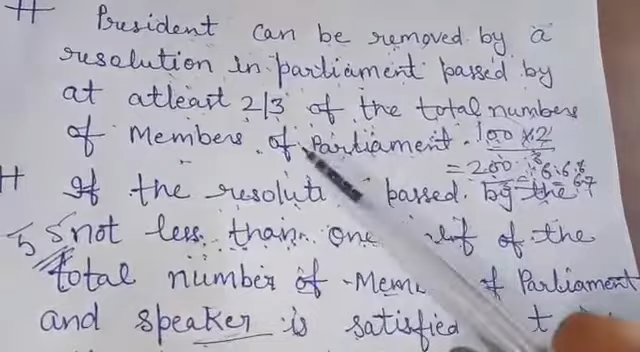 # President can be removed by a
resolution in parliament passed by
at atleast 2/3 of the total numbers
of Members of Parliament. 100 x 2
= 200
# If the resoluti passed by the
not less than one of the
total number of Mem of Parliament
and speaker is satisfied